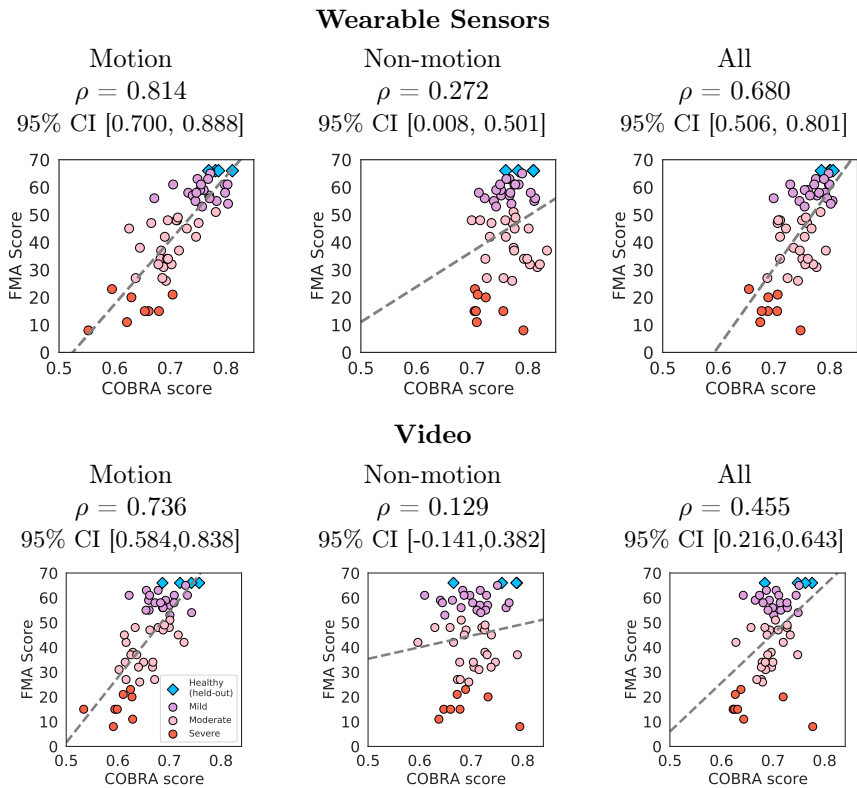 Wearable Sensors
Motion Non-motion All
ρ = 0.814 ρ = 0.272 ρ = 0.680
95% CI [0.700, 0.888] 95% CI [0.008, 0.501] 95% CI [0.506, 0.801]
FMA Score
70
60
50
40
30
20
10
0
0.5 0.6 0.7 0.8
COBRA score
FMA Score
70
60
50
40
30
20
10
0
0.5 0.6 0.7 0.8
COBRA score
FMA Score
70
60
50
40
30
20
10
0
0.5 0.6 0.7 0.8
COBRA score
Video
Motion Non-motion All
ρ = 0.736 ρ = 0.129 ρ = 0.455
95% CI [0.584,0.838] 95% CI [-0.141,0.382] 95% CI [0.216,0.643]
FMA Score
70
60
50
40
30
20
10
0
0.5 0.6 0.7 0.8
COBRA score
Healthy
(held-out)
Mild
Moderate
Severe
FMA Score
70
60
50
40
30
20
10
0
0.5 0.6 0.7 0.8
COBRA score
FMA Score
70
60
50
40
30
20
10
0
0.5 0.6 0.7 0.8
COBRA score